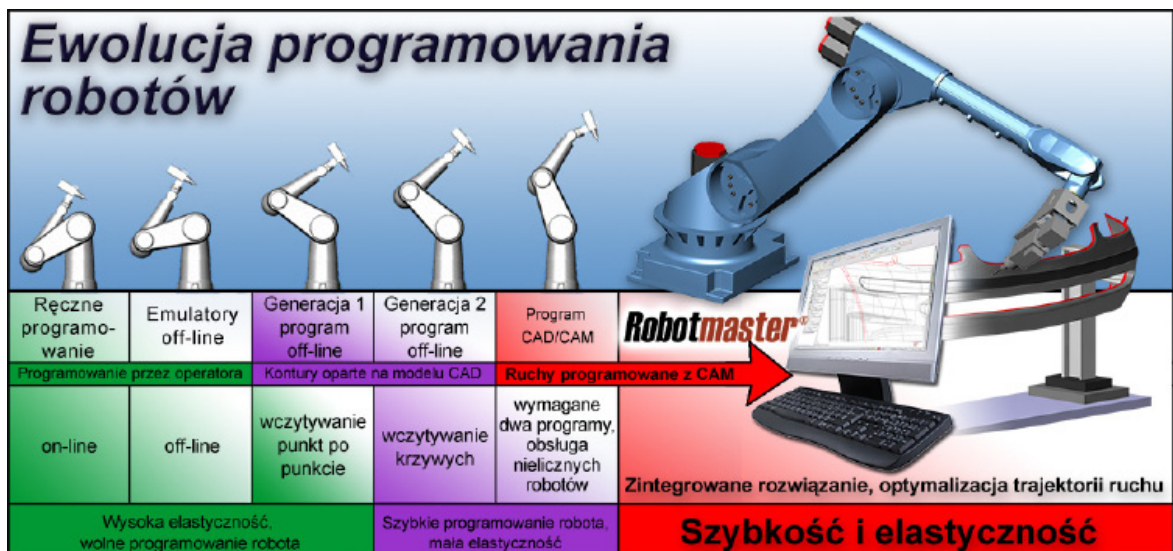 Ewolucja programowania
robotów
Ręczne
programo-
wanie
Emulatory
off-line
Generacja 1
program
off-line
Generacja 2
program
off-line
Program
CAD/CAM
Robotmaster®
Programowanie przez operatora
Kontury oparte na modelu CAD
Ruchy programowane z CAM
on-line
off-line
wczytywanie
punkt po
punkcie
wczytywanie
krzywych
wymagane
dwa programy,
obsługa
nielicznych
robotów
Zintegrowane rozwiązanie, optymalizacja trajektorii ruchu
Wysoka elastyczność,
wolne programowanie robota
Szybkie programowanie robota,
mała elastyczność
Szybkość i elastyczność